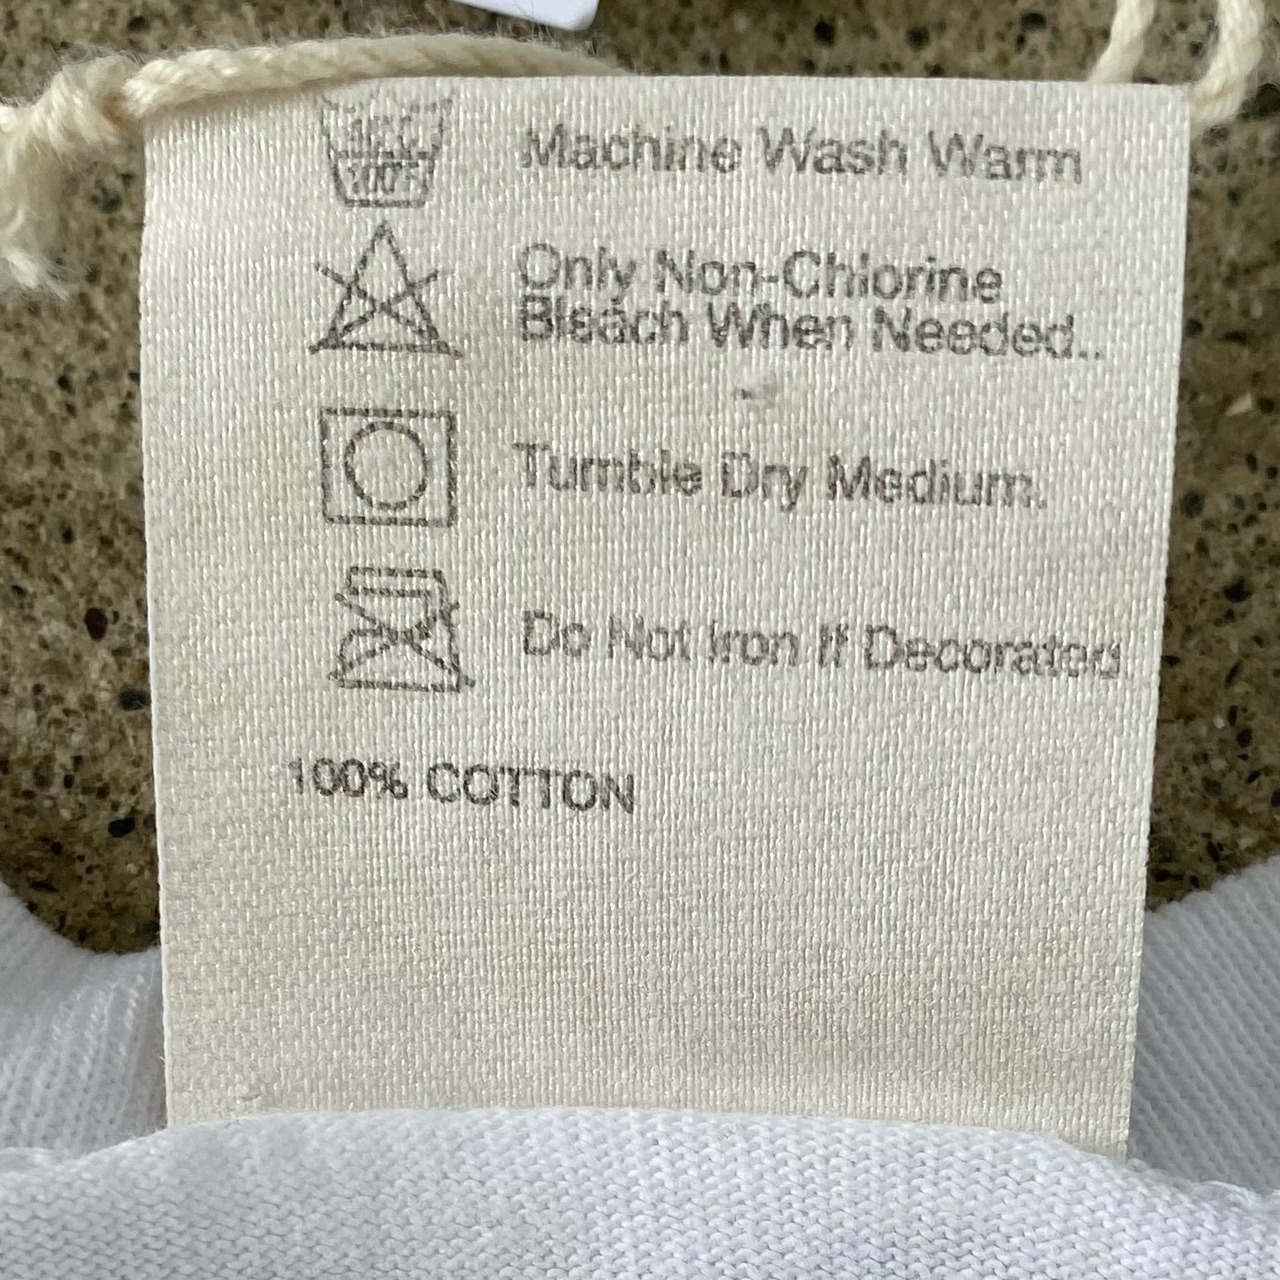 Machine Wash Warm
100°F
Only Non-Chlorine
Bleach When Needed..
Tumble Dry Medium.
Do Not Iron If Decorated
100% COTTON